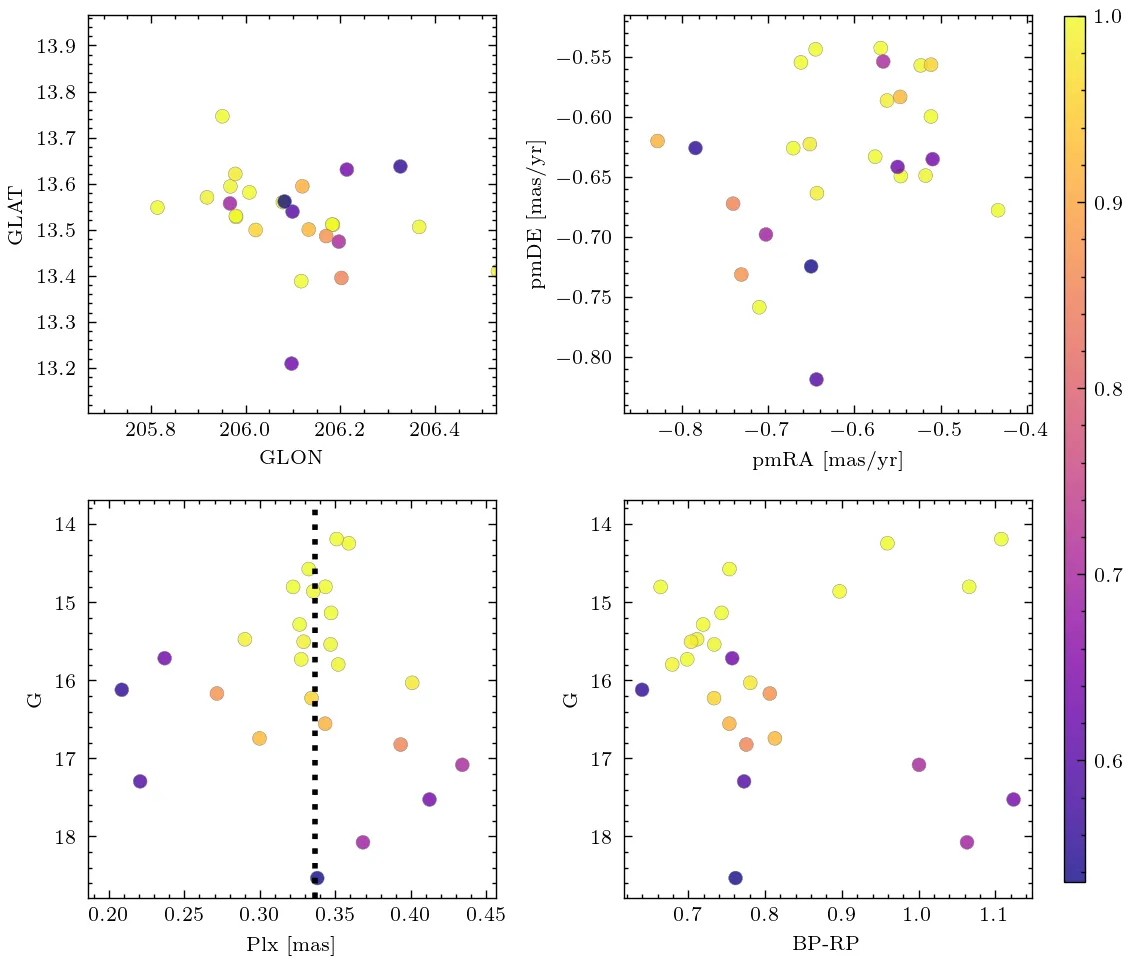 13.9
13.8
13.7
13.6
13.5
13.4
13.3
13.2
GLAT
205.8 206.0 206.2 206.4
GLON
−0.55
−0.60
−0.65
−0.70
−0.75
−0.80
pmDE [mas/yr]
−0.8 −0.7 −0.6 −0.5 −0.4
pmRA [mas/yr]
14
15
16
17
18
G
0.20 0.25 0.30 0.35 0.40 0.45
Plx [mas]
14
15
16
17
18
G
0.7 0.8 0.9 1.0 1.1
BP-RP
1.0
0.9
0.8
0.7
0.6